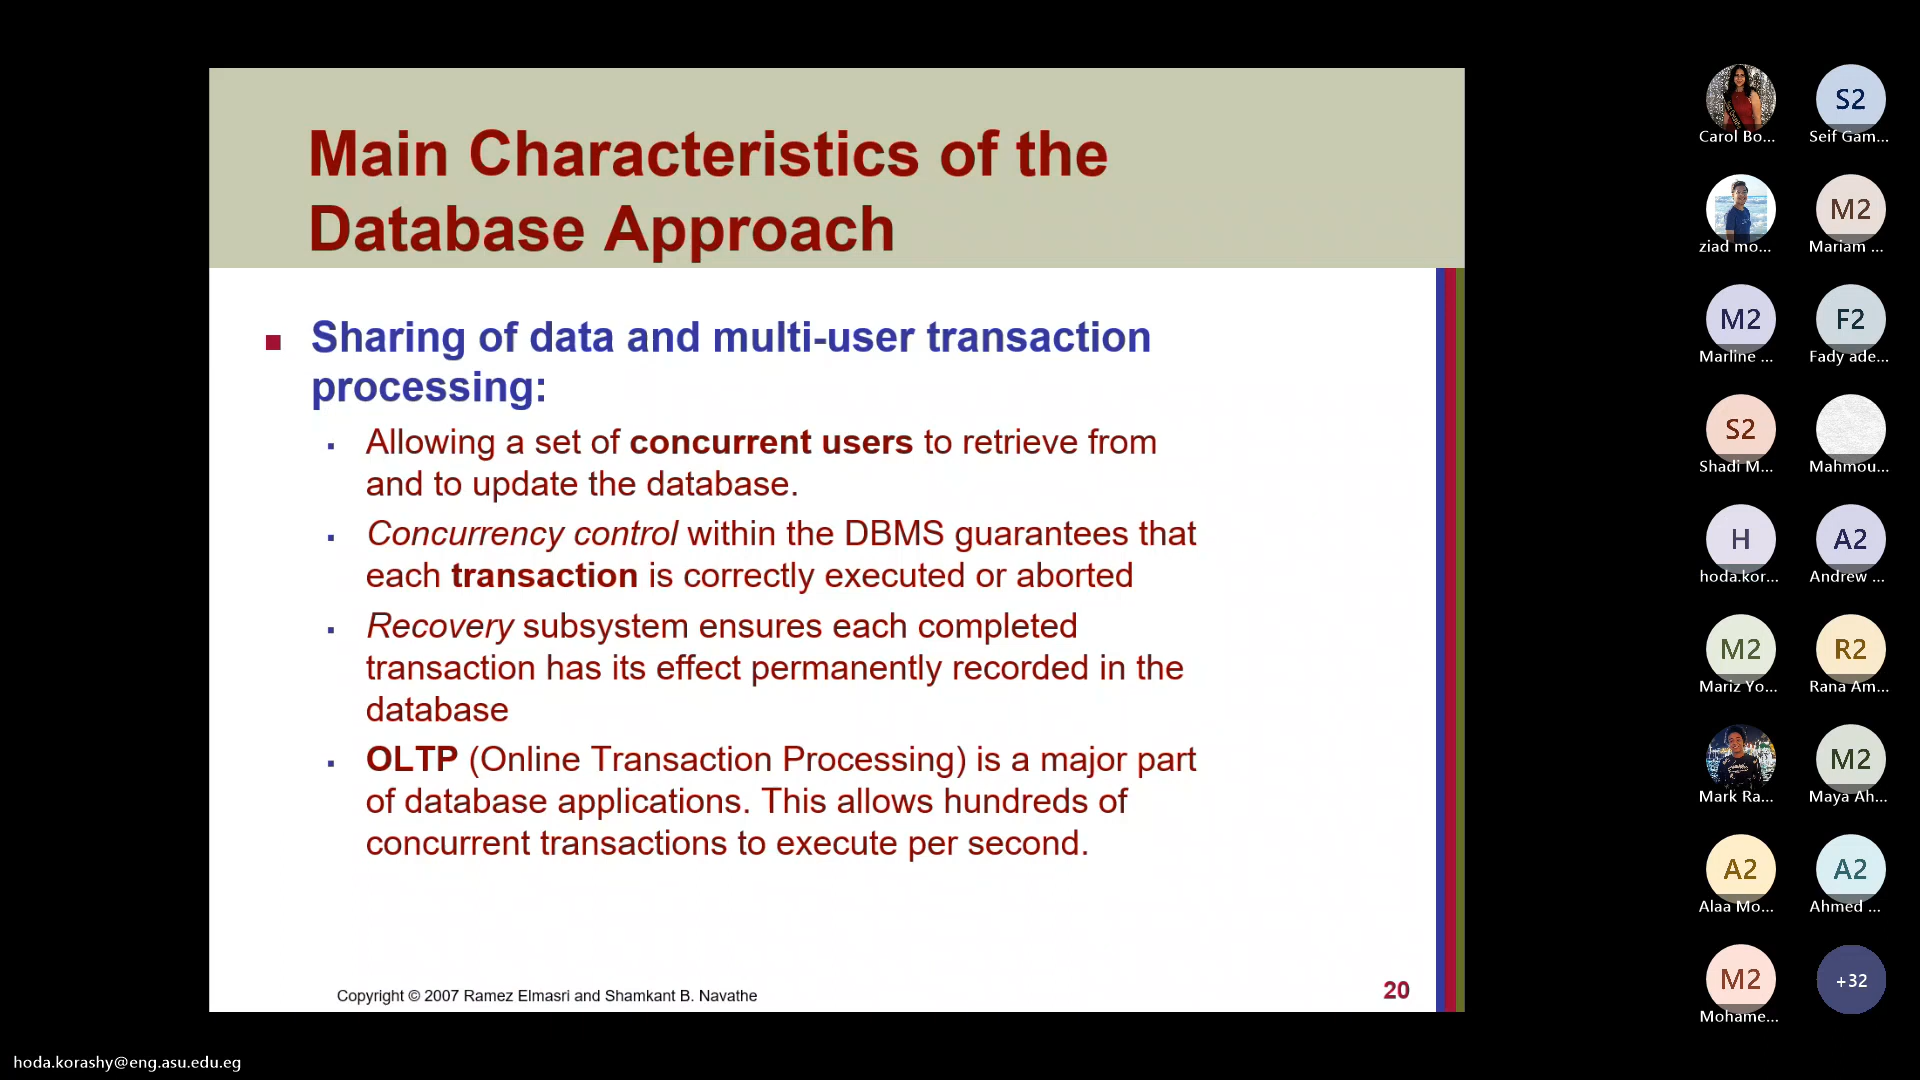 Main Characteristics of the
Database Approach
Sharing of data and multi-user transaction
processing:
Allowing a set of concurrent users to retrieve from
and to update the database.
Concurrency control within the DBMS guarantees that
each transaction is correctly executed or aborted
Recovery subsystem ensures each completed
transaction has its effect permanently recorded in the
database
OLTP (Online Transaction Processing) is a major part
of database applications. This allows hundreds of
concurrent transactions to execute per second.
Copyright © 2007 Ramez Elmasri and Shamkant B. Navathe
20
Carol Bo...
S2
Seif Gam...
ziad mo...
M2
Mariam ...
M2
Marline ...
F2
Fady ade...
S2
Shadi M...
Mahmou...
H
hoda.kor...
A2
Andrew ...
M2
Mariz Yo...
R2
Rana Am...
Mark Ra...
M2
Maya Ah...
A2
Alaa Mo...
A2
Ahmed ...
M2
Mohame...
+32
hoda.korashy@eng.asu.edu.eg